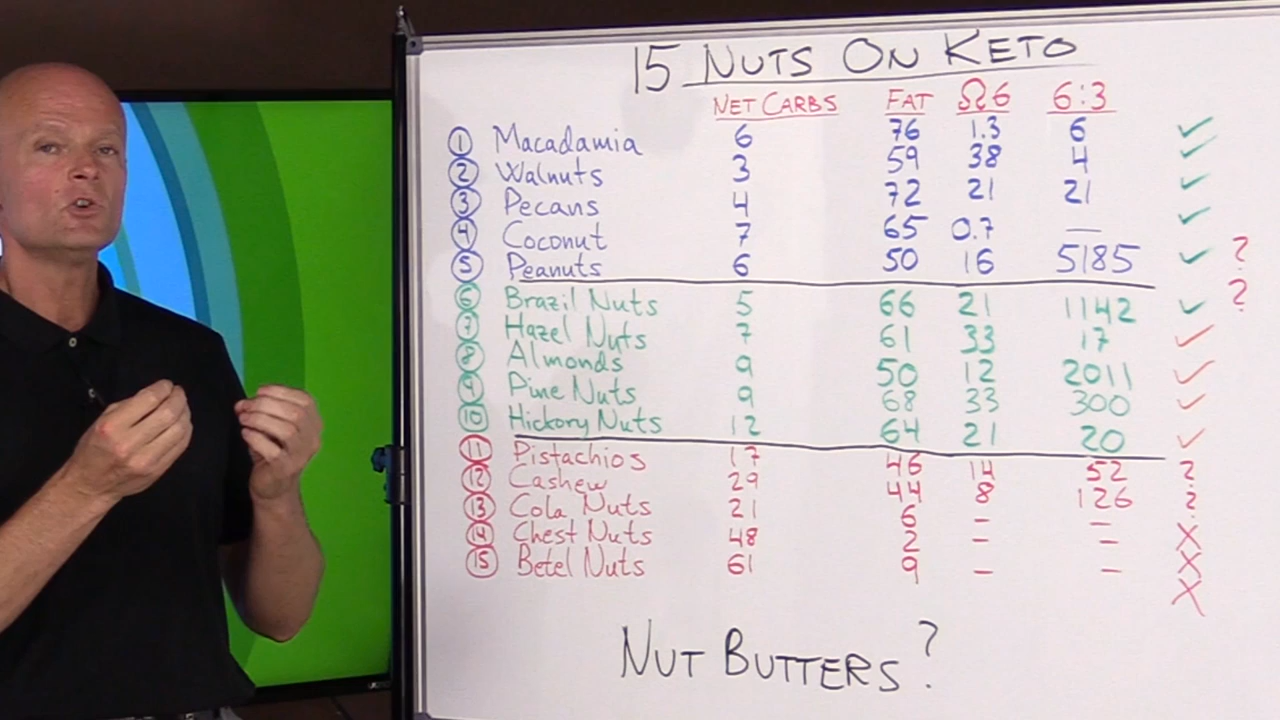 15 NUTS ON KETO
NET CARBS FAT Ω6 6:3
1 Macadamia 6 76 1.3 6 ✓
2 Walnuts 3 59 38 4 ✓
3 Pecans 4 72 21 21 ✓
4 Coconut 7 65 0.7 — ✓
5 Peanuts 6 50 16 5185 ✓ ?
6 Brazil Nuts 5 66 21 1142 ✓ ?
7 Hazel Nuts 7 61 33 17 ✓
8 Almonds 9 50 12 2011 ✓
9 Pine Nuts 9 68 33 300 ✓
10 Hickory Nuts 12 64 21 20 ✓
11 Pistachios 17 46 14 52 ?
12 Cashew 29 44 8 126 ?
13 Cola Nuts 21 6 – – X
14 Chest Nuts 48 2 – – X
15 Betel Nuts 61 9 – – X
NUT BUTTERS?